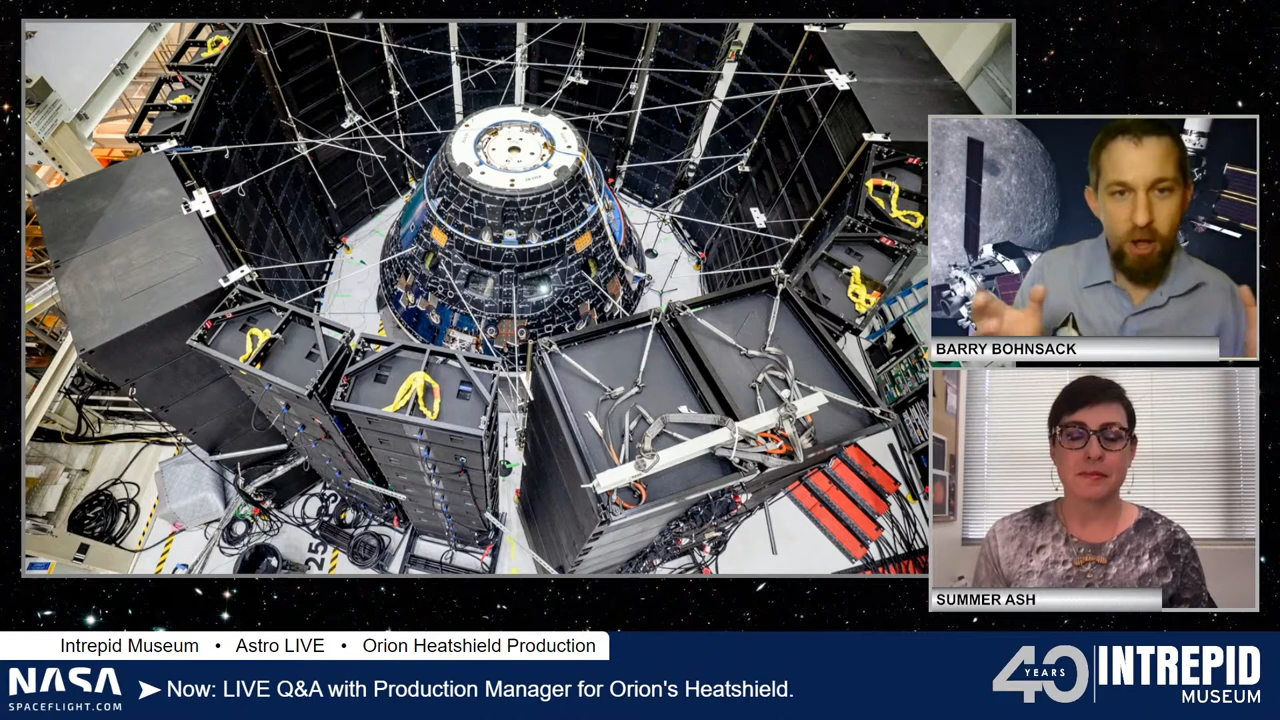 25
BARRY BOHNSACK
SUMMER ASH
Intrepid Museum • Astro LIVE • Orion Heatshield Production
NASA
SPACEFLIGHT.COM
Now: LIVE Q&A with Production Manager for Orion's Heatshield.
40
YEARS
INTREPID
MUSEUM